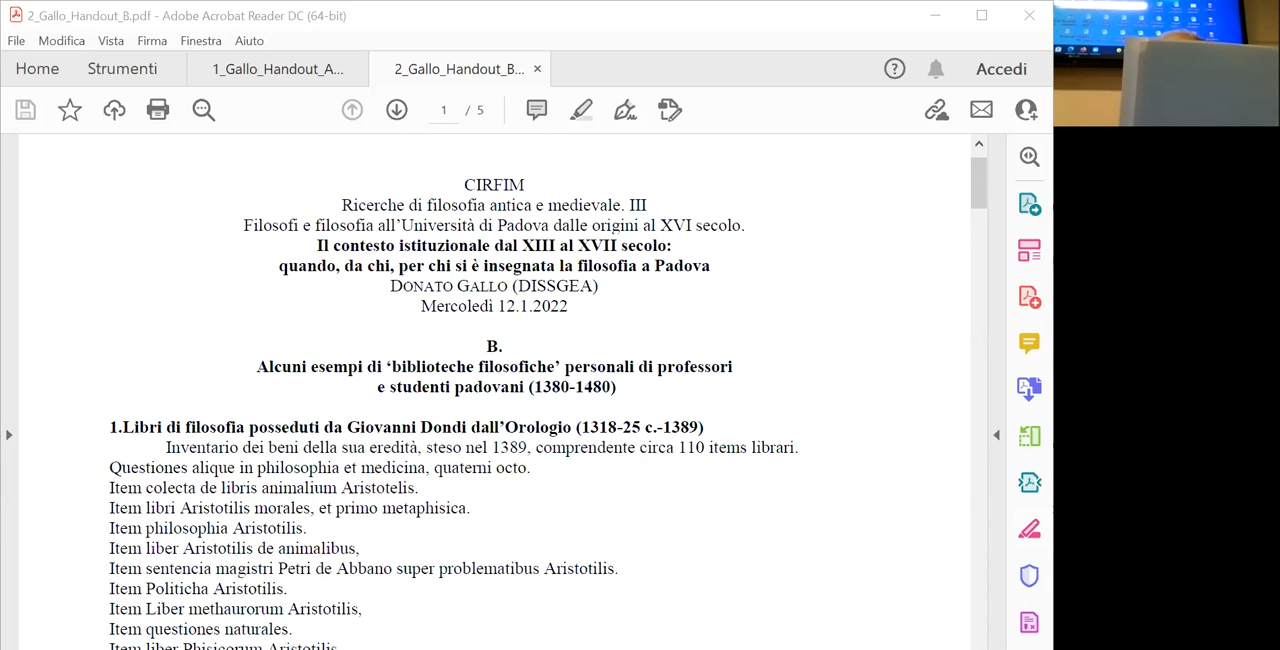 2_Gallo_Handout_B.pdf - Adobe Acrobat Reader DC (64-bit)
File Modifica Vista Firma Finestra Aiuto
Home Strumenti 1_Gallo_Handout_A... 2_Gallo_Handout_B... × Accedi
1 / 5
CIRFIM
Ricerche di filosofia antica e medievale. III
Filosofi e filosofia all’Università di Padova dalle origini al XVI secolo.
Il contesto istituzionale dal XIII al XVII secolo:
quando, da chi, per chi si è insegnata la filosofia a Padova
DONATO GALLO (DISSGEA)
Mercoledì 12.1.2022
B.
Alcuni esempi di ‘biblioteche filosofiche’ personali di professori
e studenti padovani (1380-1480)
1.Libri di filosofia posseduti da Giovanni Dondi dall’Orologio (1318-25 c.-1389)
Inventario dei beni della sua eredità, steso nel 1389, comprendente circa 110 items librari.
Questiones alique in philosophia et medicina, quaterni octo.
Item colecta de libris animalium Aristotelis.
Item libri Aristotilis morales, et primo metaphisica.
Item philosophia Aristotilis.
Item liber Aristotilis de animalibus,
Item sentencia magistri Petri de Abbano super problematibus Aristotilis.
Item Politicha Aristotilis.
Item Liber methaurorum Aristotilis,
Item questiones naturales.
Item liber Phisicorum Aristotilis